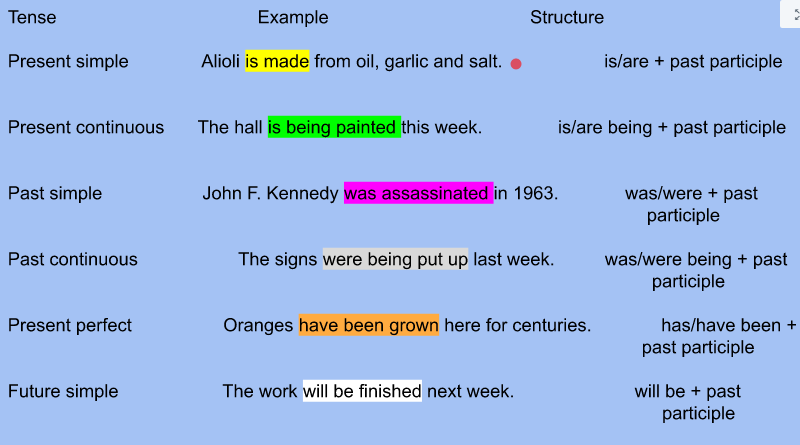 Tense Example Structure
Present simple Alioli is made from oil, garlic and salt. is/are + past participle
Present continuous The hall is being painted this week. is/are being + past participle
Past simple John F. Kennedy was assassinated in 1963. was/were + past
participle
Past continuous The signs were being put up last week. was/were being + past
participle
Present perfect Oranges have been grown here for centuries. has/have been +
past participle
Future simple The work will be finished next week. will be + past
participle